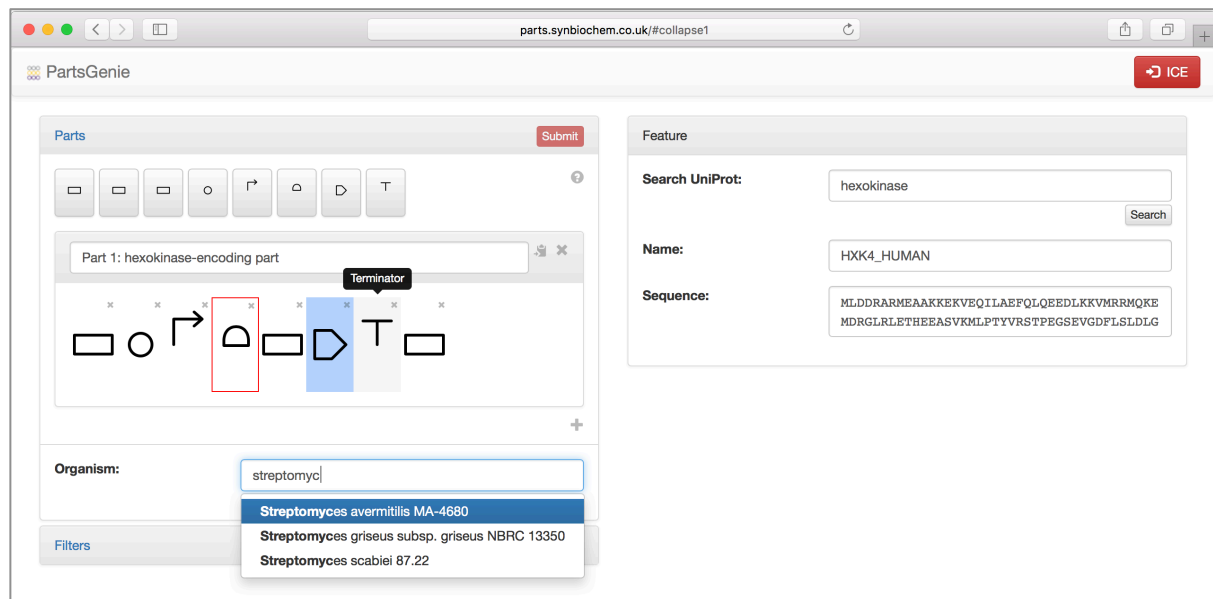 parts.synbiochem.co.uk/#collapse1
PartsGenie
ICE
Parts
Submit
Part 1: hexokinase-encoding part
Terminator
Organism:
streptomyc
Streptomyces avermitilis MA-4680
Streptomyces griseus subsp. griseus NBRC 13350
Streptomyces scabiei 87.22
Filters
Feature
Search UniProt:
hexokinase
Search
Name:
HXK4_HUMAN
Sequence:
MLDDRARMEAAKKEKVEQILAEFQLQEEDLKKVMRRMQKE
MDRGLRLETHEEASVKMLPTYVRSTPEGSEVGDFLSLDLG